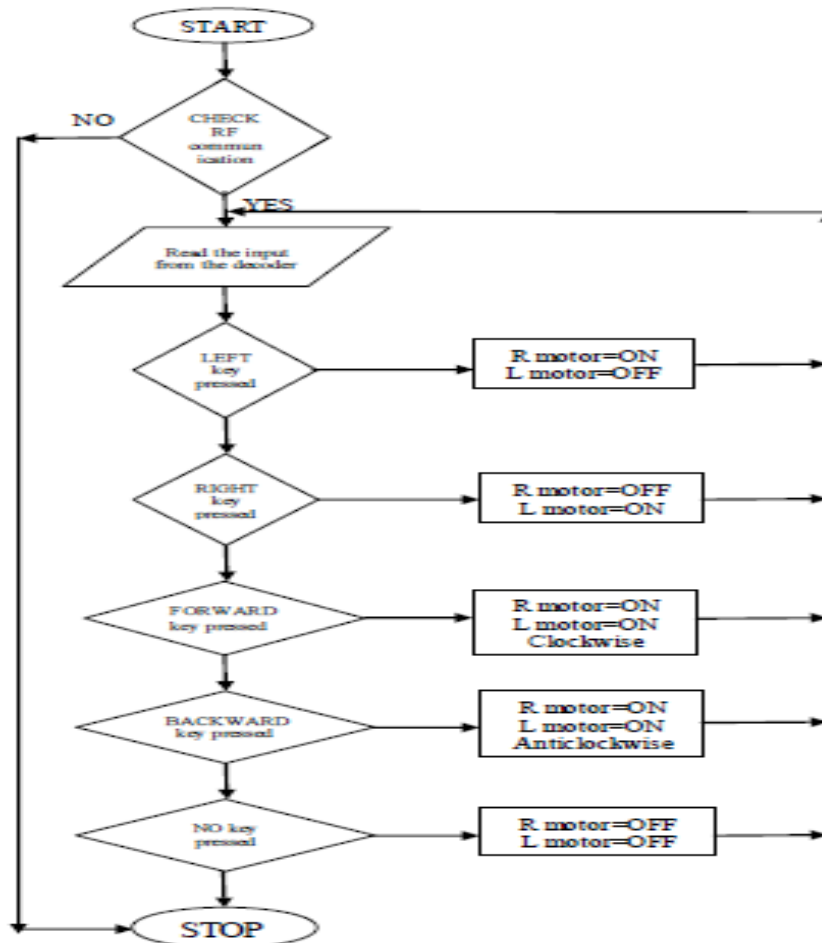 START
NO
CHECK
RF
commun
ication
YES
Read the input
from the decoder
LEFT
key
pressed
R motor=ON
L motor=OFF
RIGHT
key
pressed
R motor=OFF
L motor=ON
FORWARD
key pressed
R motor=ON
L motor=ON
Clockwise
BACKWARD
key pressed
R motor=ON
L motor=ON
Anticlockwise
NO key
pressed
R motor=OFF
L motor=OFF
STOP